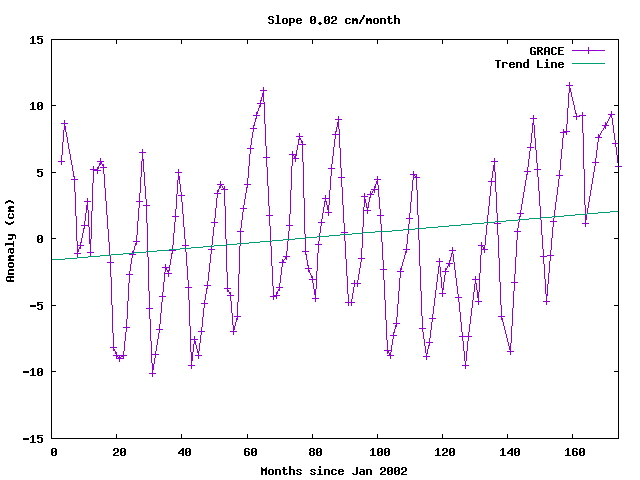 Slope 0.02 cm/month
GRACE
Trend Line
15
10
5
0
-5
-10
-15
Anomaly (cm)
0 20 40 60 80 100 120 140 160
Months since Jan 2002